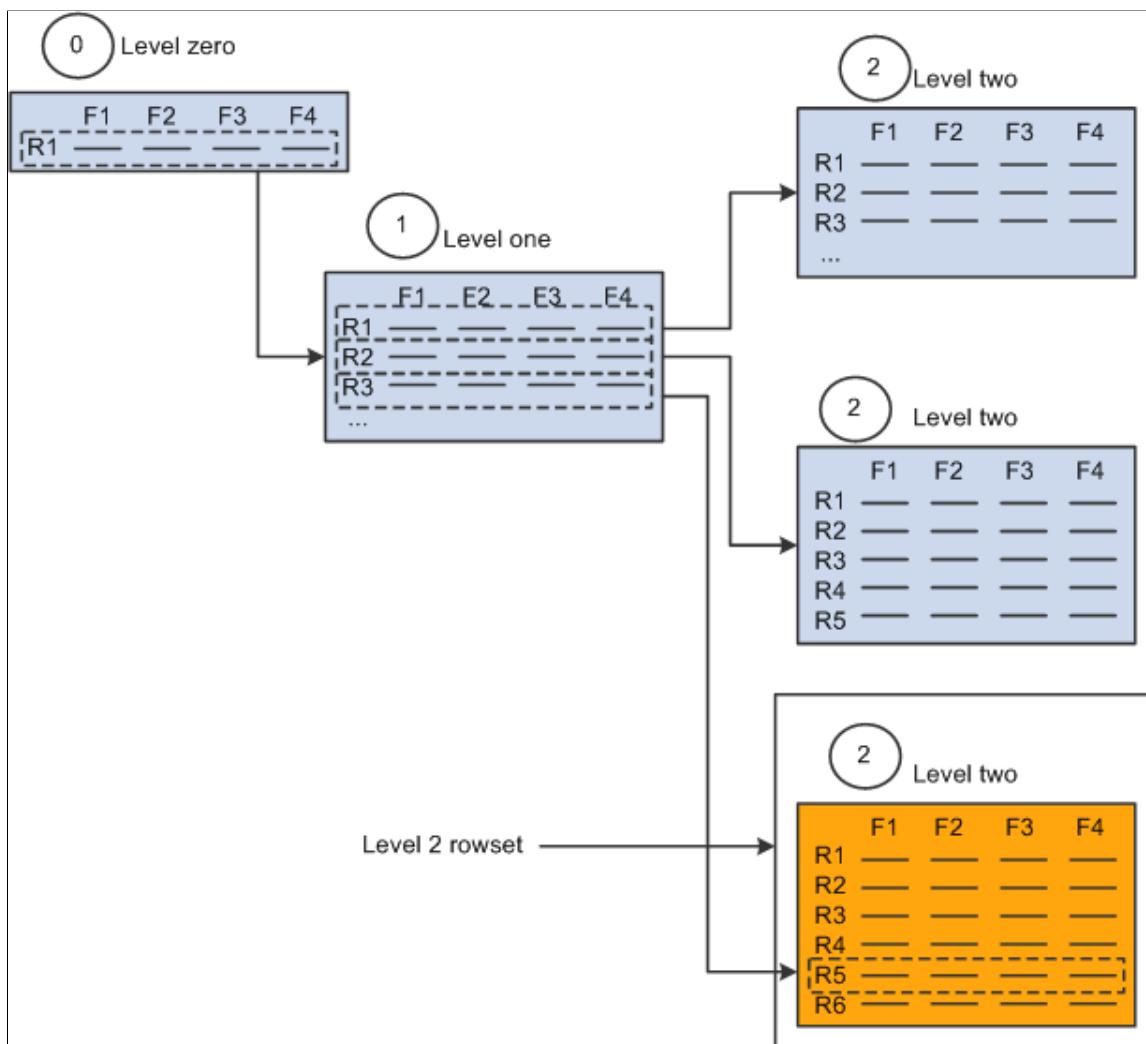 0 Level zero
F1 F2 F3 F4
R1
1 Level one
F1 F2 F3 F4
R1
R2
R3
...
2 Level two
F1 F2 F3 F4
R1
R2
R3
...
2 Level two
F1 F2 F3 F4
R1
R2
R3
R4
R5
Level 2 rowset
2 Level two
F1 F2 F3 F4
R1
R2
R3
R4
R5
R6